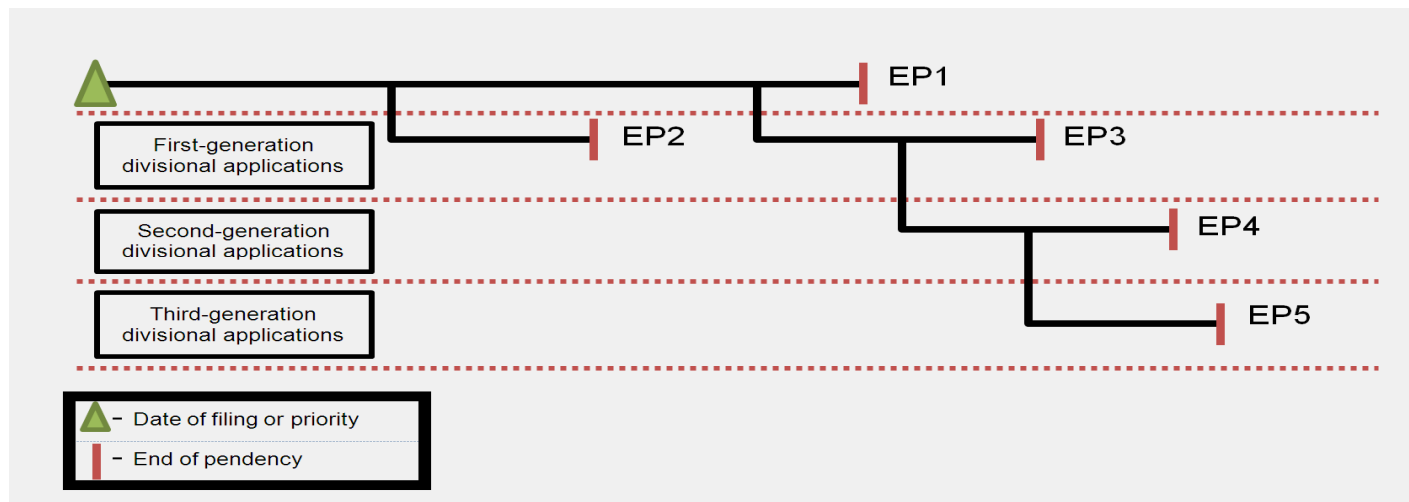 EP1
First-generation
divisional applications
EP2
EP3
Second-generation
divisional applications
EP4
Third-generation
divisional applications
EP5
– Date of filing or priority
– End of pendency